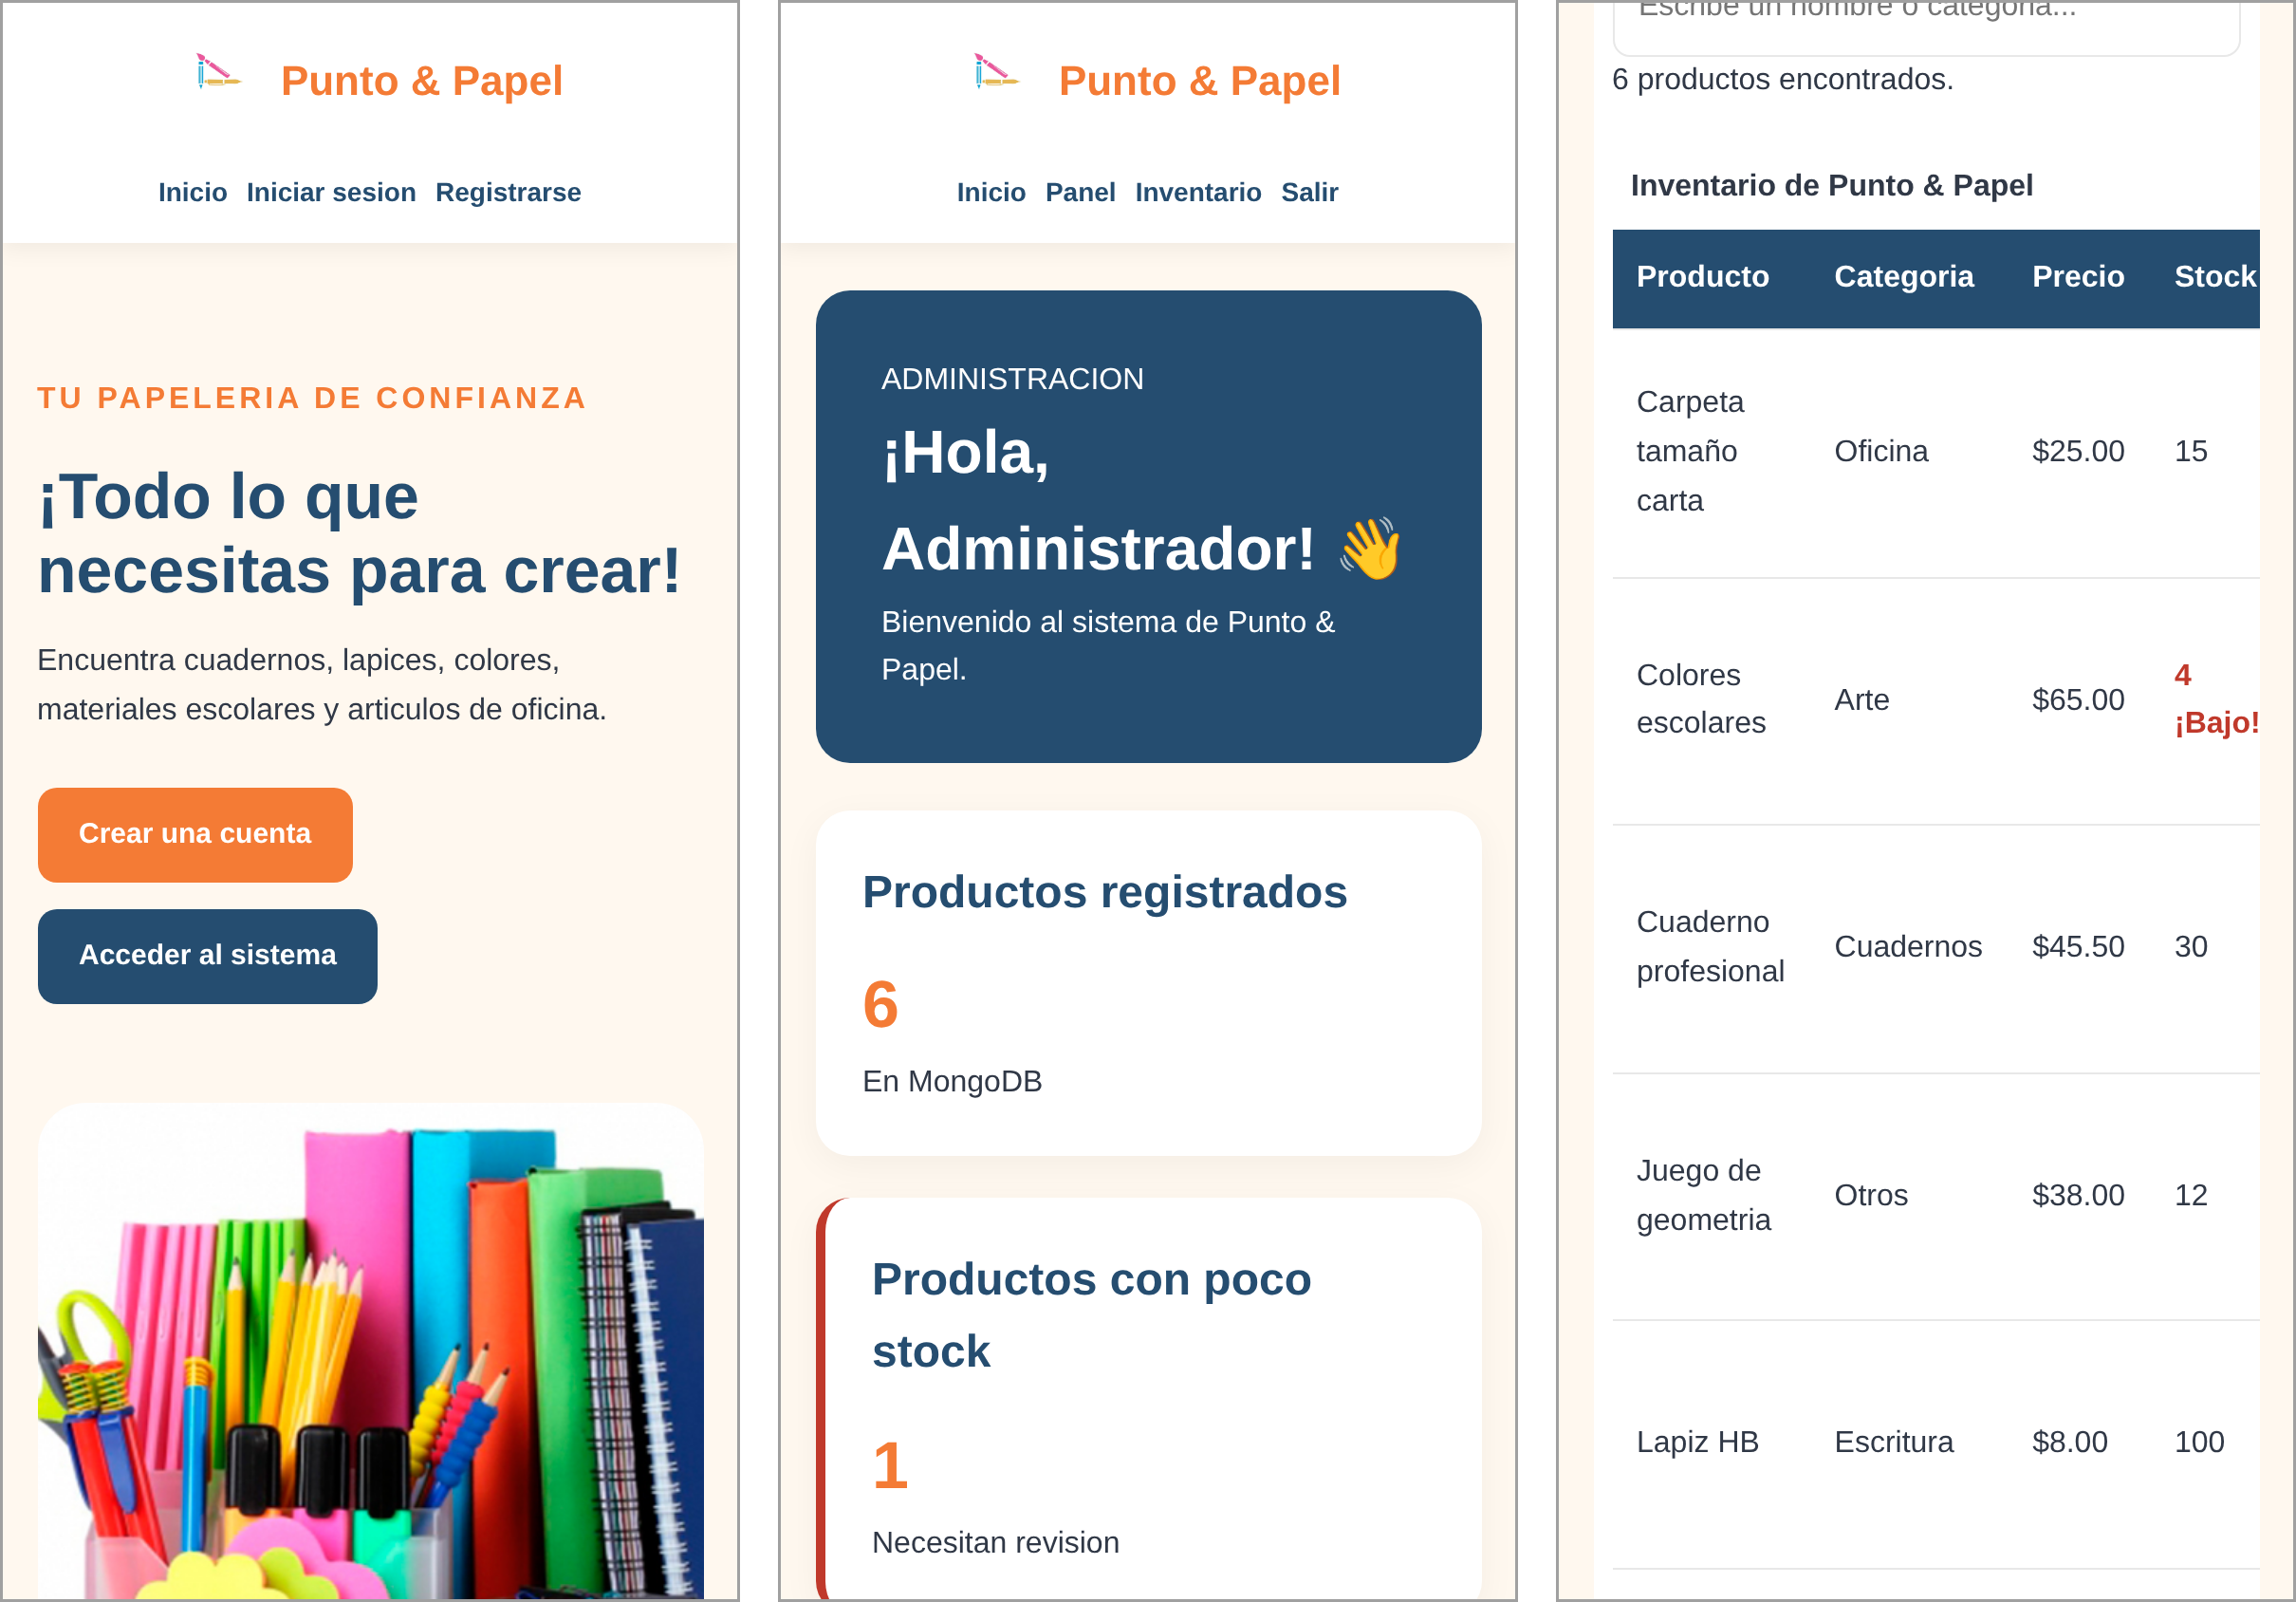 Punto & Papel
Inicio Iniciar sesion Registrarse
TU PAPELERIA DE CONFIANZA
¡Todo lo que
necesitas para crear!
Encuentra cuadernos, lapices, colores,
materiales escolares y articulos de oficina.
Crear una cuenta
Acceder al sistema
Punto & Papel
Inicio Panel Inventario Salir
ADMINISTRACION
¡Hola,
Administrador! 👋
Bienvenido al sistema de Punto &
Papel.
Productos registrados
6
En MongoDB
Productos con poco
stock
1
Necesitan revision
Escribe un nombre o categoria...
6 productos encontrados.
Inventario de Punto & Papel
Producto Categoria Precio Stock
Carpeta
tamaño
carta
Oficina $25.00 15
Colores
escolares
Arte $65.00
4
¡Bajo!
Cuaderno
profesional
Cuadernos $45.50 30
Juego de
geometria
Otros $38.00 12
Lapiz HB Escritura $8.00 100